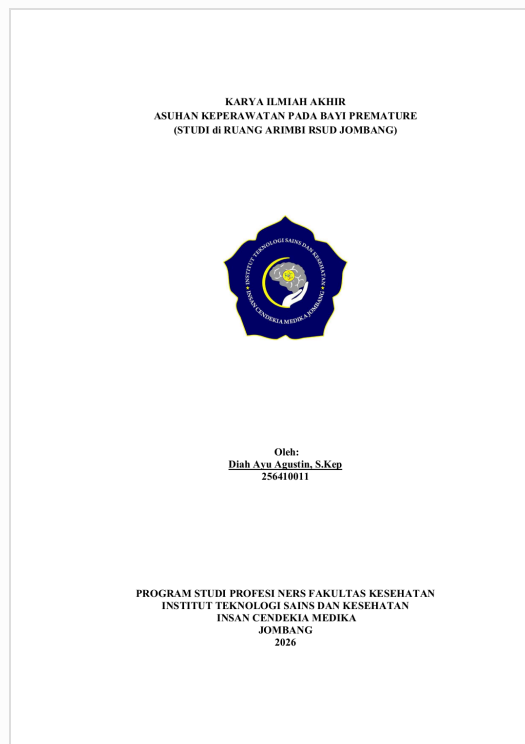 KARYA ILMIAH AKHIR
ASUHAN KEPERAWATAN PADA BAYI PREMATURE
(STUDI di RUANG ARIMBI RSUD JOMBANG)
INSTITUT TEKNOLOGI SAINS DAN KESEHATAN
INSAN CENDEKIA MEDIKA JOMBANG
Oleh:
Diah Ayu Agustin, S.Kep
256410011
PROGRAM STUDI PROFESI NERS FAKULTAS KESEHATAN
INSTITUT TEKNOLOGI SAINS DAN KESEHATAN
INSAN CENDEKIA MEDIKA
JOMBANG
2026